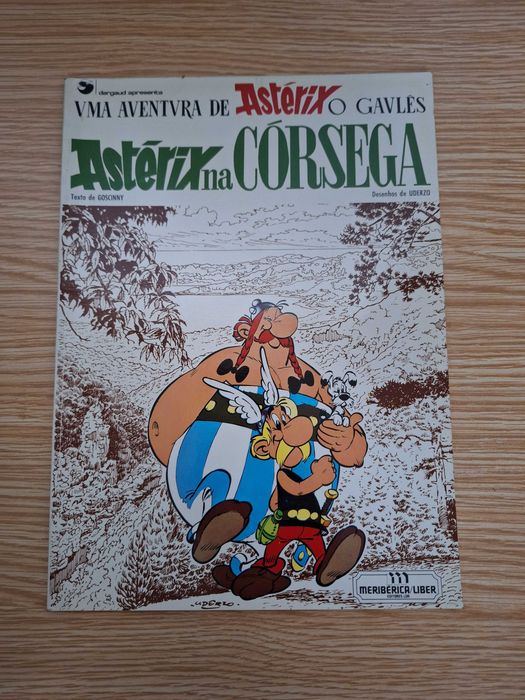 dargaud apresenta
VMA AVENTVRA DE Astérix O GAVLÊS
Astérix na CÓRSEGA
Texto de GOSCINNY
Desenhos de UDERZO
UDERZO
MERIBÉRICA/LIBER
EDITORES, LDA